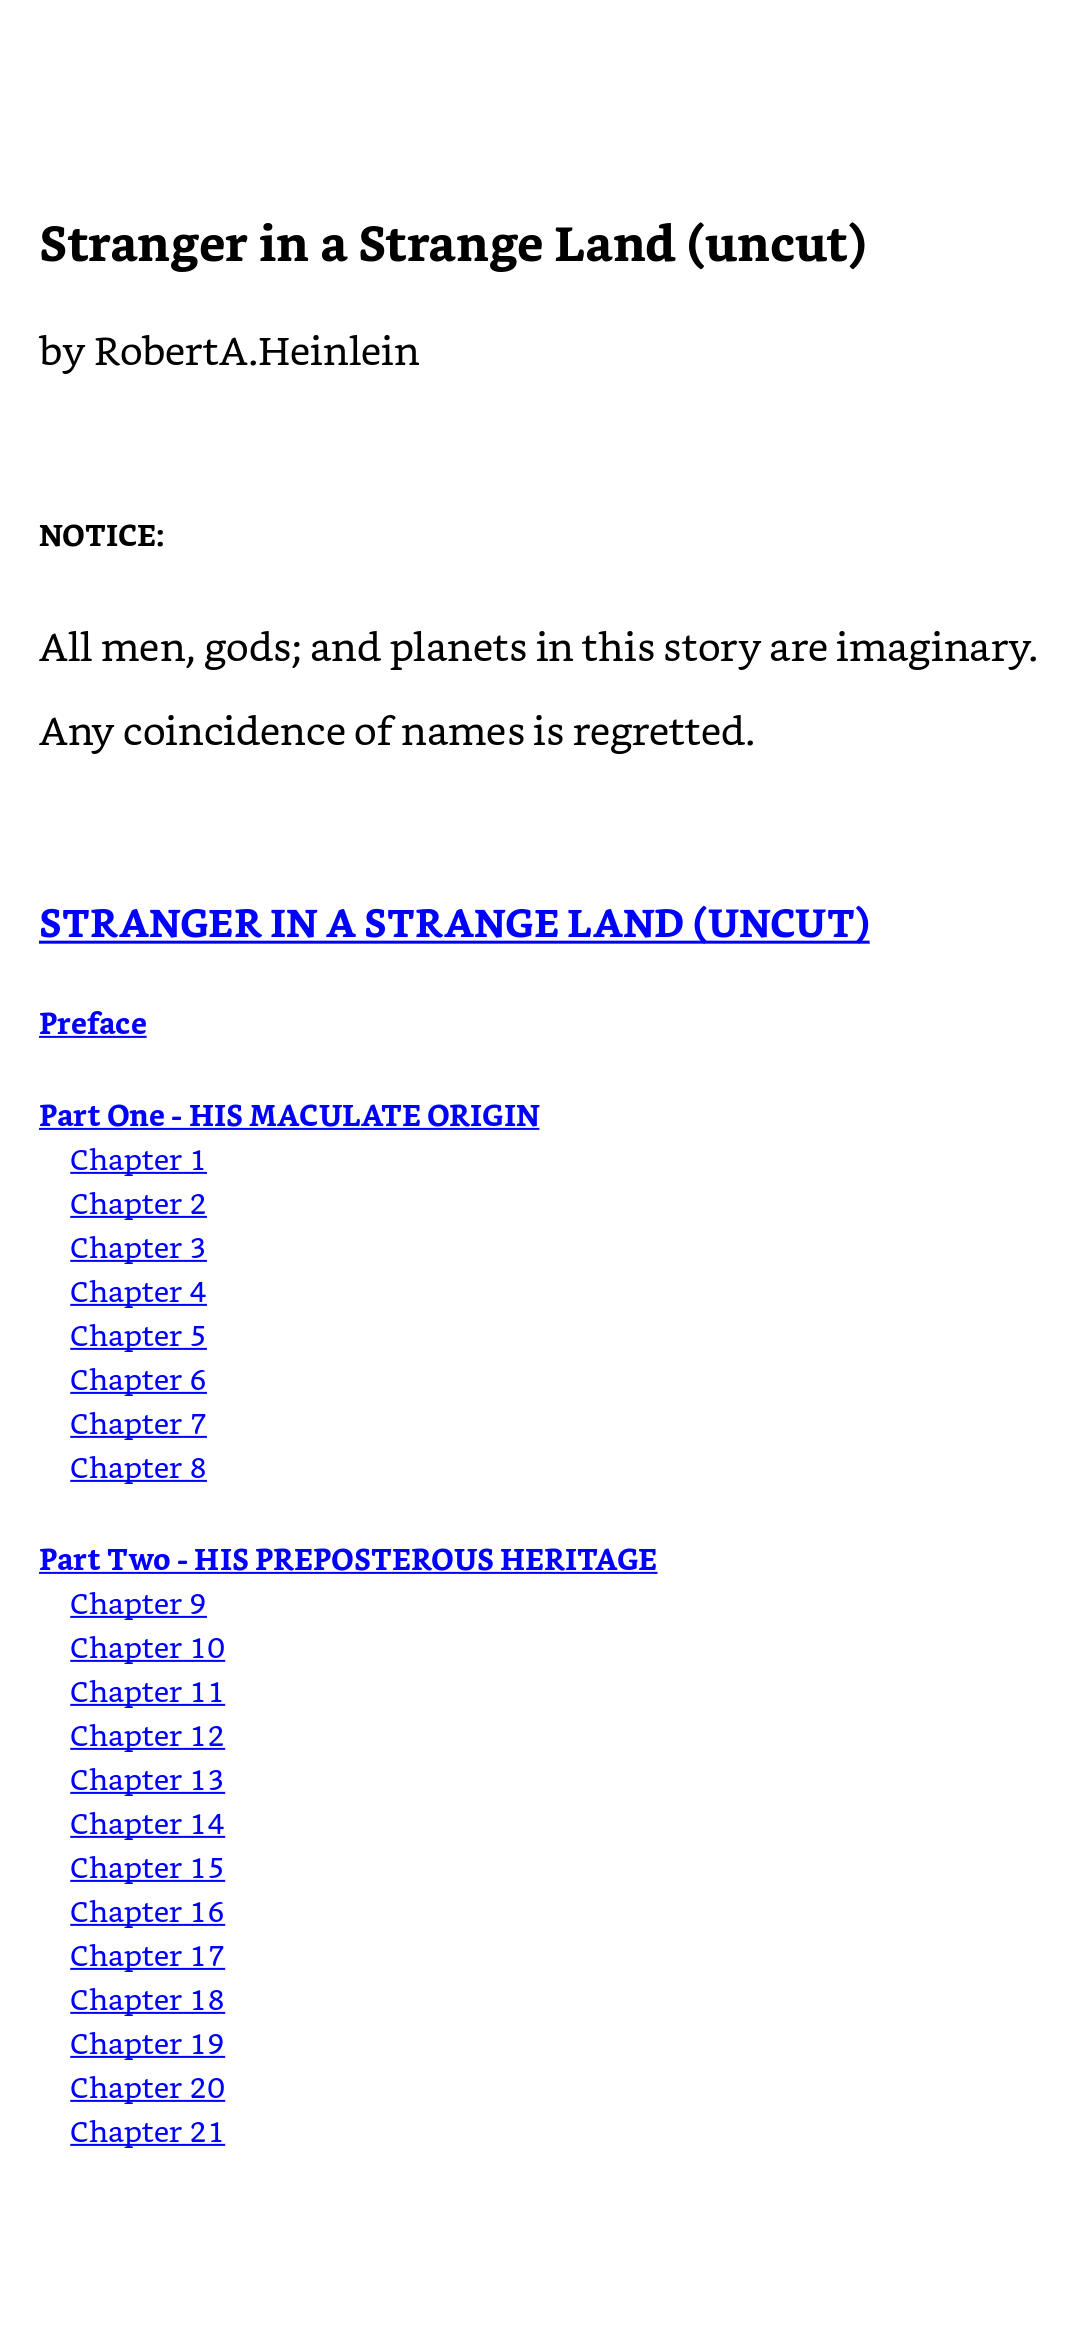 Stranger in a Strange Land (uncut)
by RobertA.Heinlein
NOTICE:
All men, gods; and planets in this story are imaginary.
Any coincidence of names is regretted.
STRANGER IN A STRANGE LAND (UNCUT)
Preface
Part One - HIS MACULATE ORIGIN
Chapter 1
Chapter 2
Chapter 3
Chapter 4
Chapter 5
Chapter 6
Chapter 7
Chapter 8
Part Two - HIS PREPOSTEROUS HERITAGE
Chapter 9
Chapter 10
Chapter 11
Chapter 12
Chapter 13
Chapter 14
Chapter 15
Chapter 16
Chapter 17
Chapter 18
Chapter 19
Chapter 20
Chapter 21